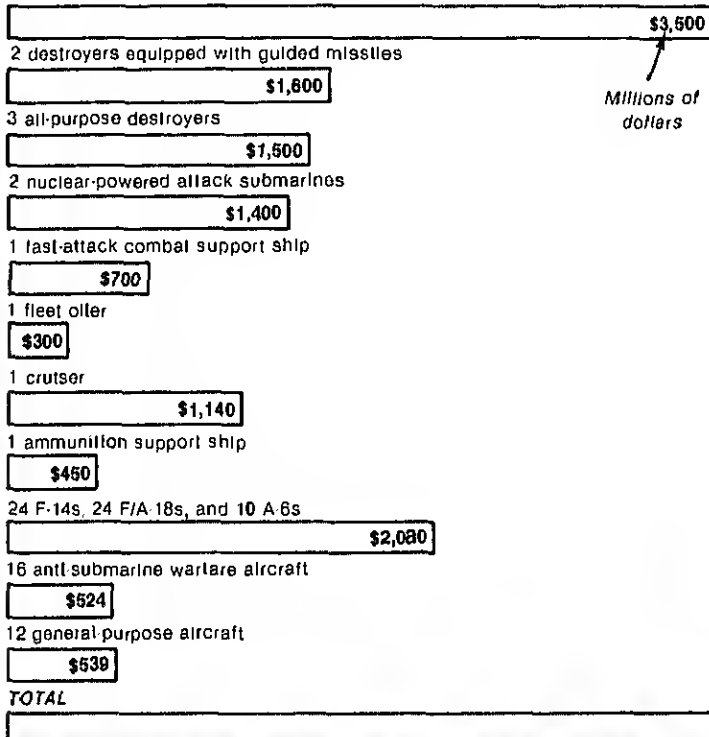 $3,500
2 destroyers equipped with guided missiles
$1,600
Millions of
dollars
3 all-purpose destroyers
$1,500
2 nuclear-powered attack submarines
$1,400
1 fast-attack combat support ship
$700
1 fleet oiler
$300
1 cruiser
$1,140
1 ammunition support ship
$450
24 F-14s, 24 F/A-18s, and 10 A-6s
$2,080
16 anti-submarine warfare aircraft
$524
12 general-purpose aircraft
$539
TOTAL